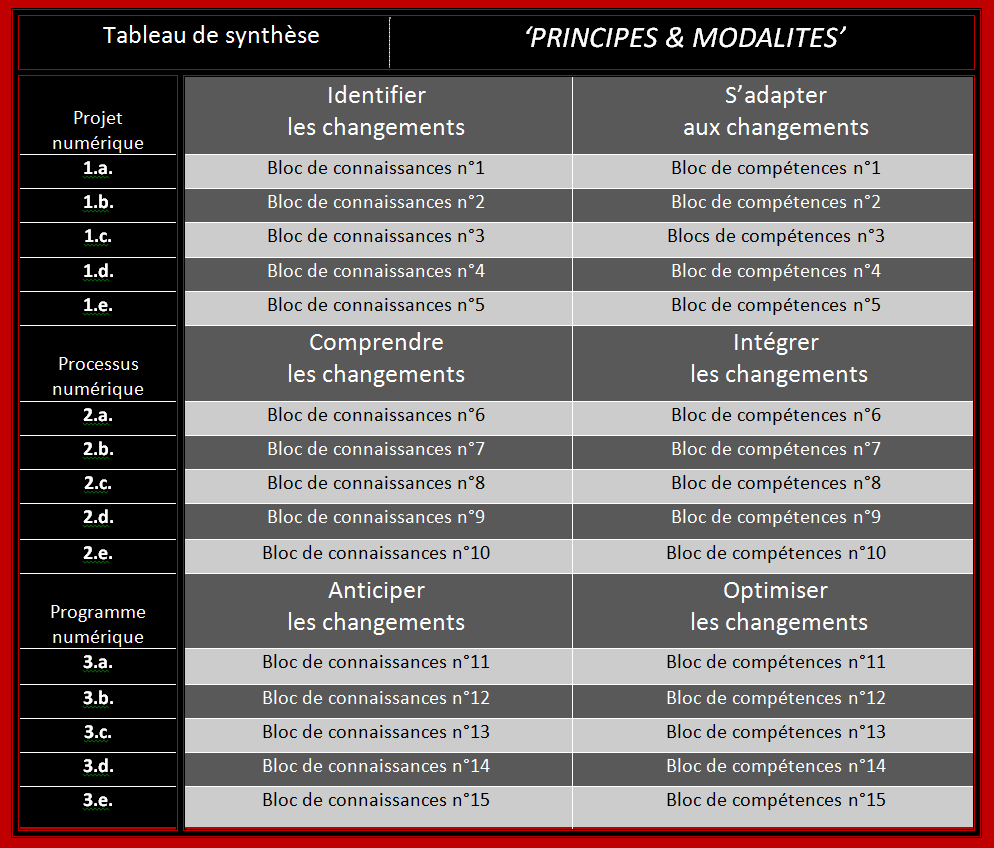 Tableau de synthèse ‘PRINCIPES & MODALITES’
Projet
numérique
Identifier
les changements
S’adapter
aux changements
1.a. Bloc de connaissances n°1 Bloc de compétences n°1
1.b. Bloc de connaissances n°2 Bloc de compétences n°2
1.c. Bloc de connaissances n°3 Blocs de compétences n°3
1.d. Bloc de connaissances n°4 Bloc de compétences n°4
1.e. Bloc de connaissances n°5 Bloc de compétences n°5
Processus
numérique
Comprendre
les changements
Intégrer
les changements
2.a. Bloc de connaissances n°6 Bloc de compétences n°6
2.b. Bloc de connaissances n°7 Bloc de compétences n°7
2.c. Bloc de connaissances n°8 Bloc de compétences n°8
2.d. Bloc de connaissances n°9 Bloc de compétences n°9
2.e. Bloc de connaissances n°10 Bloc de compétences n°10
Programme
numérique
Anticiper
les changements
Optimiser
les changements
3.a. Bloc de connaissances n°11 Bloc de compétences n°11
3.b. Bloc de connaissances n°12 Bloc de compétences n°12
3.c. Bloc de connaissances n°13 Bloc de compétences n°13
3.d. Bloc de connaissances n°14 Bloc de compétences n°14
3.e. Bloc de connaissances n°15 Bloc de compétences n°15